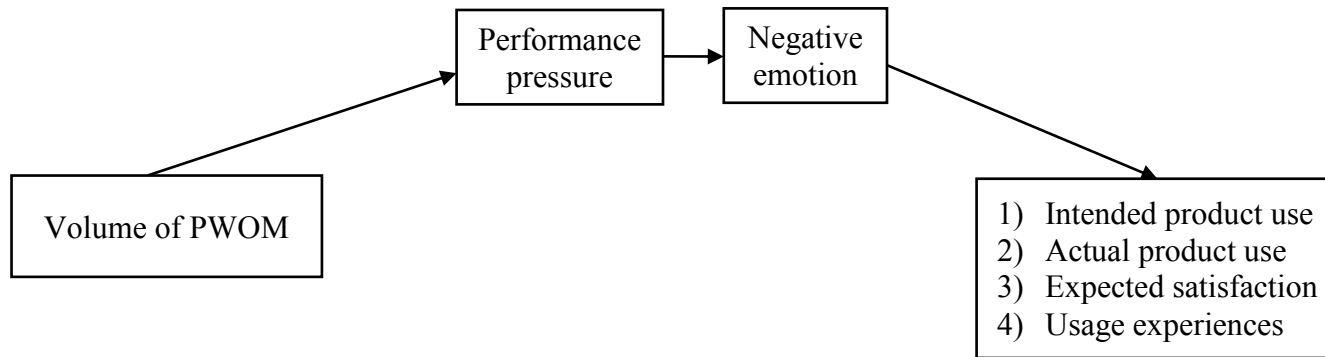 Performance
pressure
Negative
emotion
Volume of PWOM
1) Intended product use
2) Actual product use
3) Expected satisfaction
4) Usage experiences